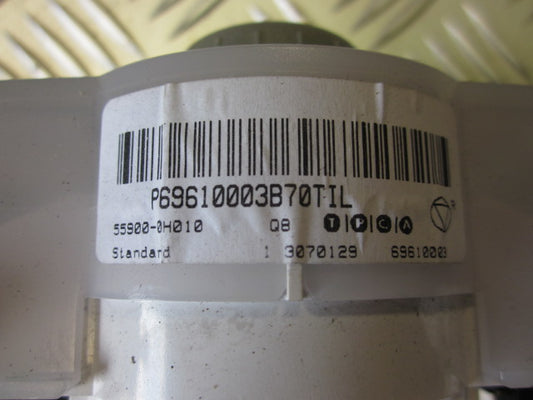 P69610003B70TIL
55900-0H010 Q8 T|P|C|A R
Standard 1 3070129 69610003